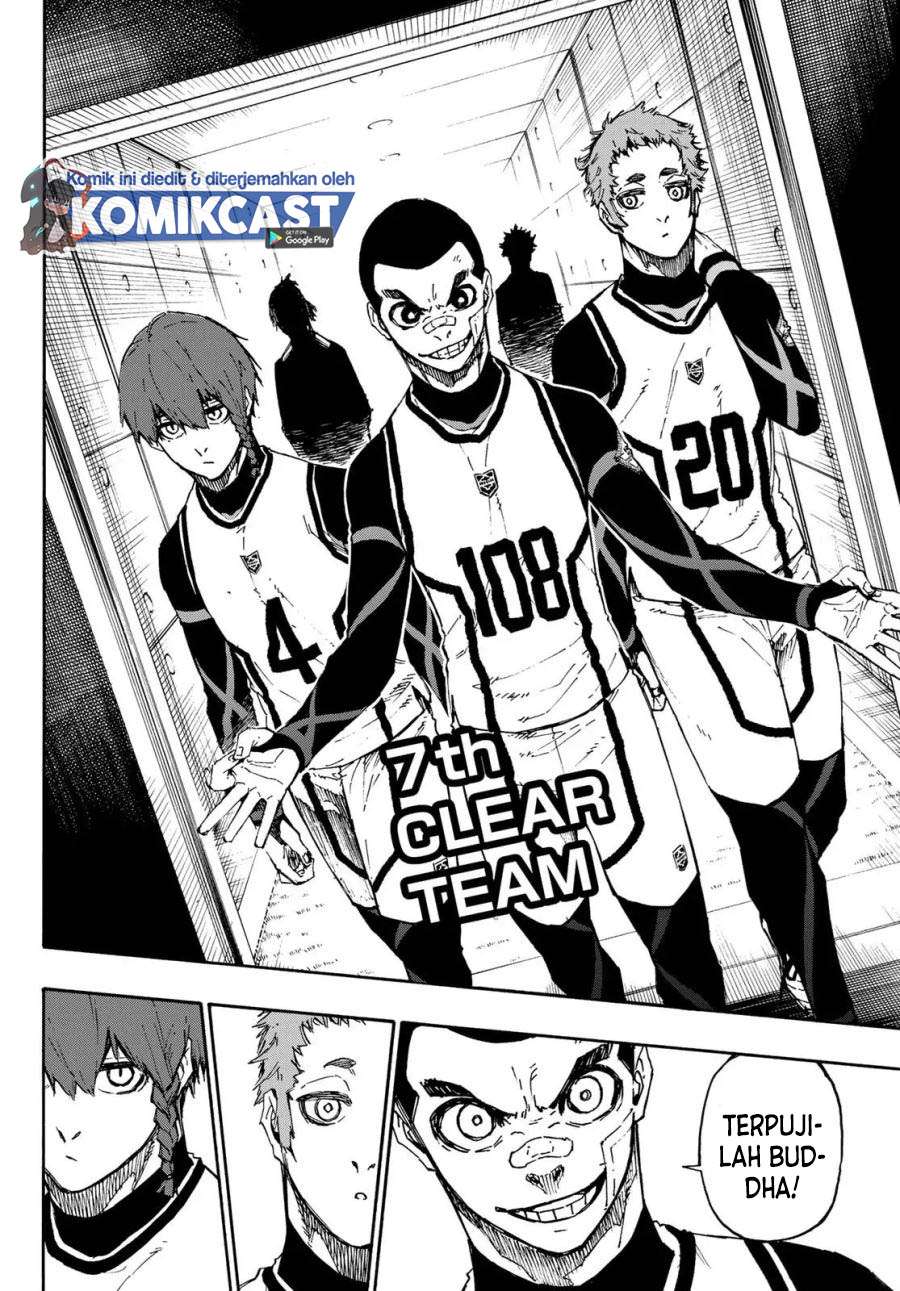 Komik ini diedit & diterjemahkan oleh
KOMIKCAST
GET IT ON
Google Play
20
108
4
7th
CLEAR
TEAM
TERPUJI-
LAH BUD-
DHA!